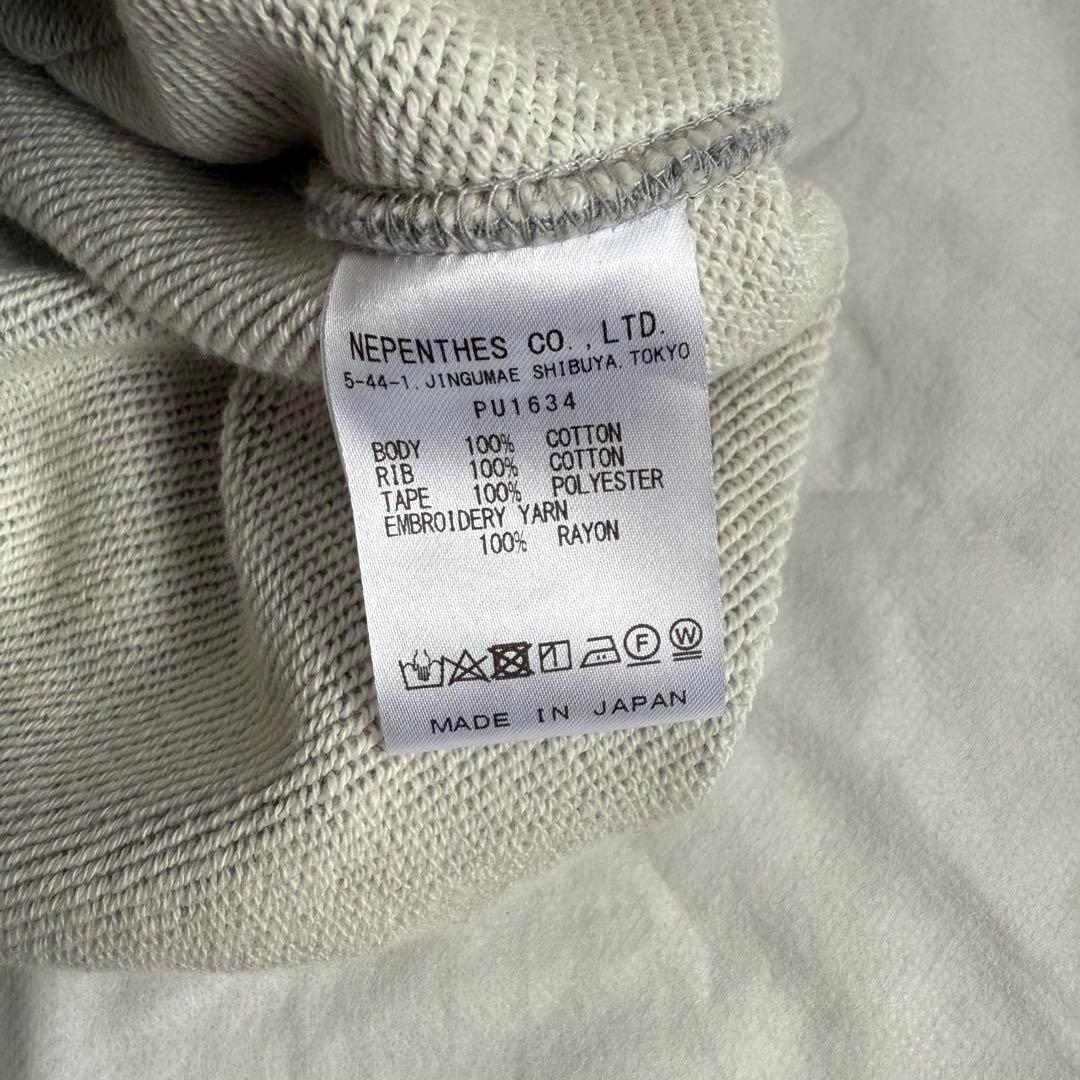 NEPENTHES CO.,LTD.
5-44-1,JINGUMAE SHIBUYA,TOKYO
PU1634
BODY 100% COTTON
RIB 100% COTTON
TAPE 100% POLYESTER
EMBROIDERY YARN
100% RAYON
F W
MADE IN JAPAN